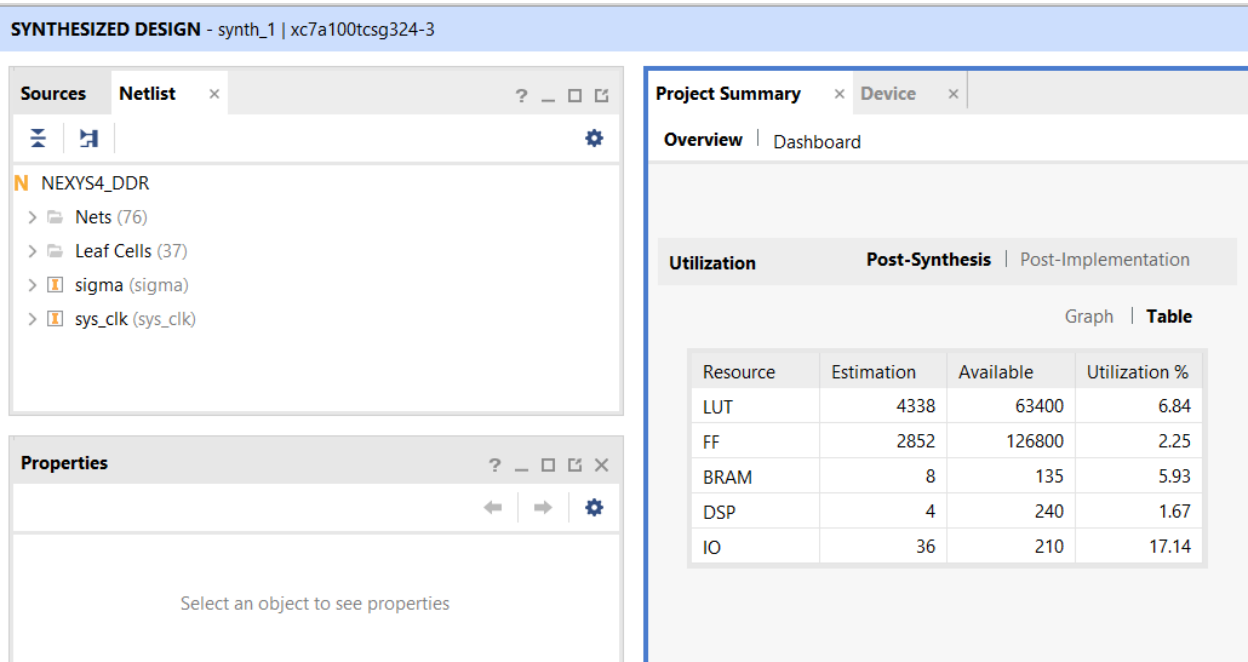 SYNTHESIZED DESIGN - synth_1 | xc7a100tcsg324-3
Sources Netlist × ?
N NEXYS4_DDR
Nets (76)
Leaf Cells (37)
sigma (sigma)
sys_clk (sys_clk)
Properties ?
Select an object to see properties
Project Summary × Device ×
Overview | Dashboard
Utilization Post-Synthesis | Post-Implementation
Graph | Table
Resource Estimation Available Utilization %
LUT 4338 63400 6.84
FF 2852 126800 2.25
BRAM 8 135 5.93
DSP 4 240 1.67
IO 36 210 17.14